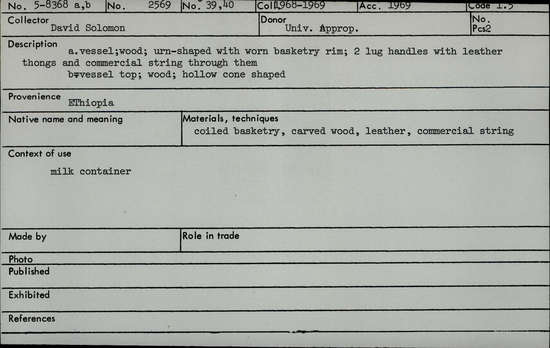 No. 5-8368 a,b No. 2569 No. 39,40 Coll. 1968-1969 Acc. 1969 Code 1.5
Collector Donor No.
David Solomon Univ. Approp. Pcs2
Description a.vessel;wood; urn-shaped with worn basketry rim; 2 lug handles with leather
thongs and commercial string through them
b.vessel top; wood; hollow cone shaped
Provenience
EThiopia
Native name and meaning Materials, techniques
coiled basketry, carved wood, leather, commercial string
Context of use
milk container
Made by Role in trade
Photo
Published
Exhibited
References